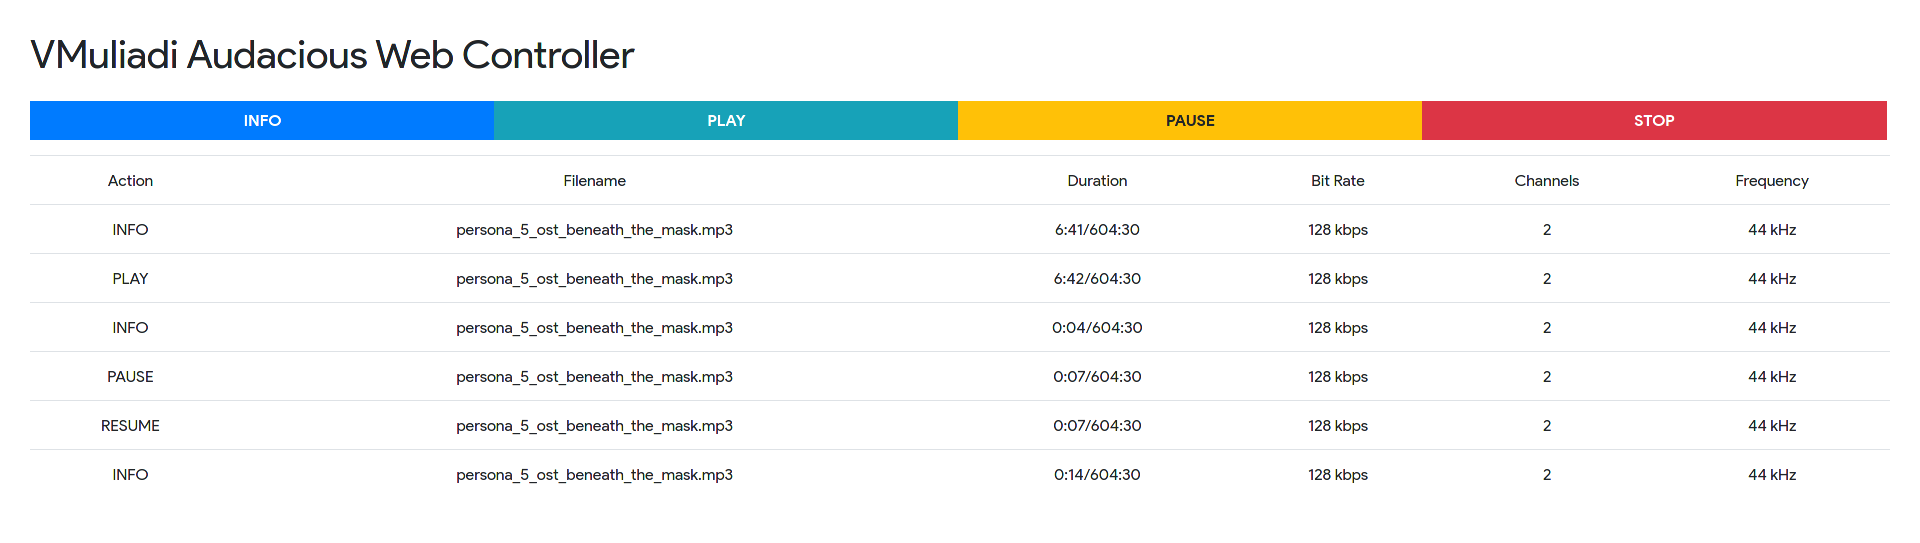 VMuliadi Audacious Web Controller
INFO PLAY PAUSE STOP
Action Filename Duration Bit Rate Channels Frequency
INFO persona_5_ost_beneath_the_mask.mp3 6:41/604:30 128 kbps 2 44 kHz
PLAY persona_5_ost_beneath_the_mask.mp3 6:42/604:30 128 kbps 2 44 kHz
INFO persona_5_ost_beneath_the_mask.mp3 0:04/604:30 128 kbps 2 44 kHz
PAUSE persona_5_ost_beneath_the_mask.mp3 0:07/604:30 128 kbps 2 44 kHz
RESUME persona_5_ost_beneath_the_mask.mp3 0:07/604:30 128 kbps 2 44 kHz
INFO persona_5_ost_beneath_the_mask.mp3 0:14/604:30 128 kbps 2 44 kHz